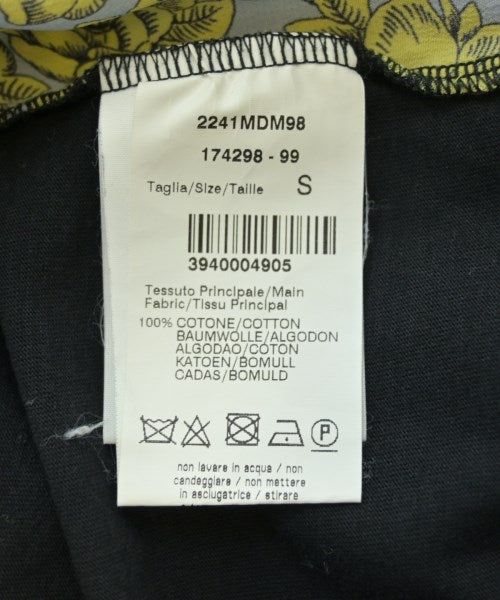 2241MDM98
174298 - 99
Taglia/Size/Taille S
3940004905
Tessuto Principale/Main
Fabric/Tissu Principal
100% COTONE/COTTON
BAUMWOLLE/ALGODON
ALGODAO/COTON
KATOEN/BOMULL
CADAS/BOMULD
P
non lavare in acqua / non
candeggiare / non mettere
in asciugatrice / stirare